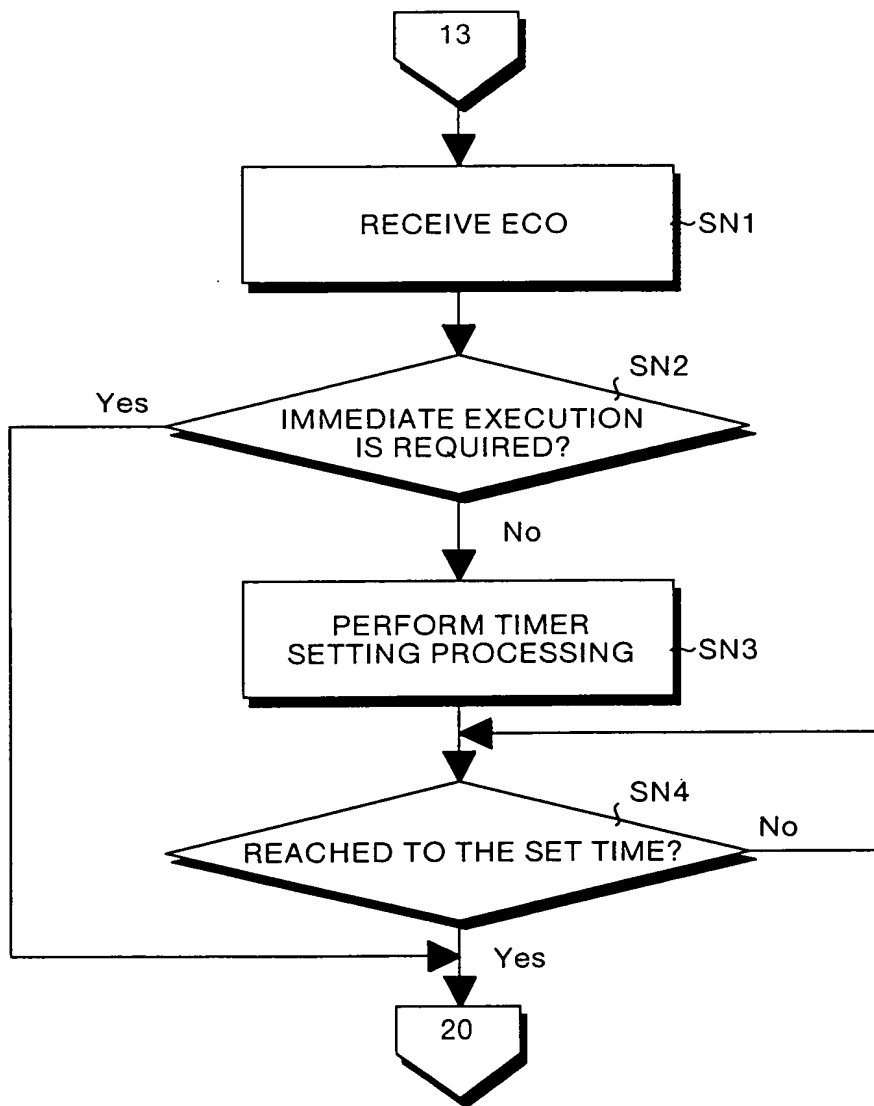 13
RECEIVE ECO
SN1
SN2
Yes
IMMEDIATE EXECUTION
IS REQUIRED?
No
PERFORM TIMER
SETTING PROCESSING
SN3
SN4
No
REACHED TO THE SET TIME?
Yes
20